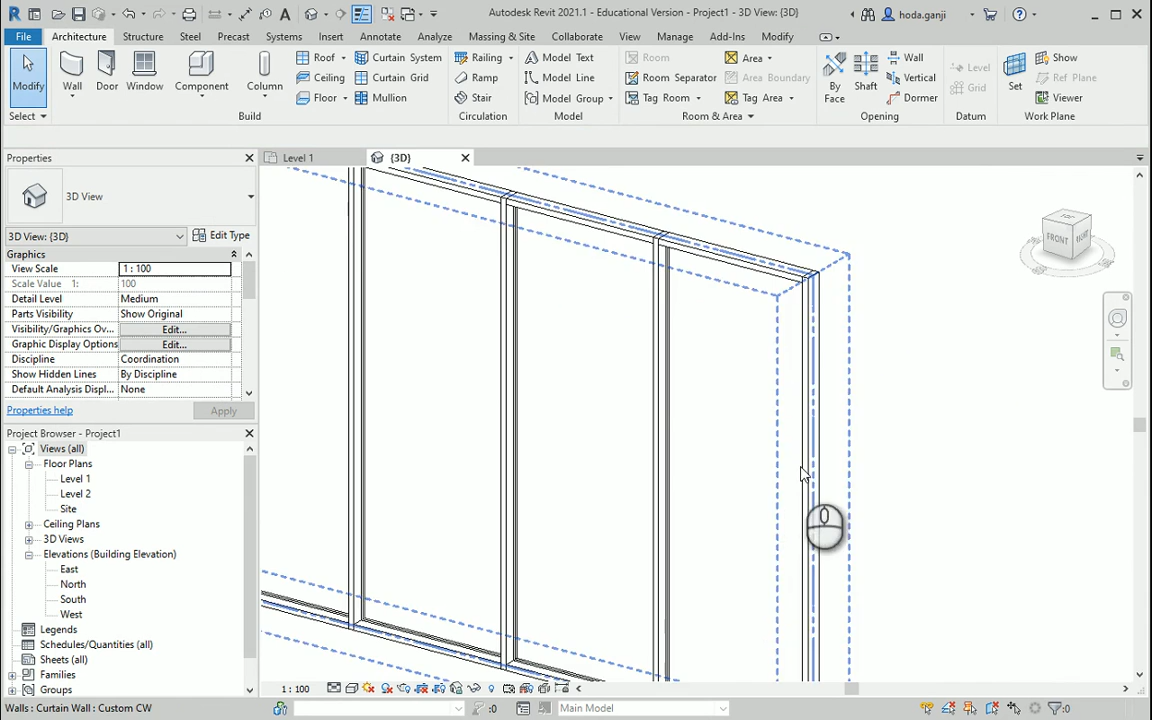 Autodesk Revit 2021.1 - Educational Version - Project1 - 3D View: {3D}
hoda.ganji
File Architecture Structure Steel Precast Systems Insert Annotate Analyze Massing & Site Collaborate View Manage Add-Ins Modify
Modify
Wall
Door
Window
Component
Column
Roof
Ceiling
Floor
Curtain System
Curtain Grid
Mullion
Railing
Ramp
Stair
Model Text
Model Line
Model Group
Room
Room Separator
Tag Room
Area
Area Boundary
Tag Area
By Face
Shaft
Wall
Vertical
Dormer
Level
Grid
Set
Show
Ref Plane
Viewer
Select Build Circulation Model Room & Area Opening Datum Work Plane
Properties
Level 1
{3D}
3D View
3D View: {3D}
Edit Type
Graphics
View Scale 1 : 100
Scale Value 1: 100
Detail Level Medium
Parts Visibility Show Original
Visibility/Graphics Ov... Edit...
Graphic Display Options Edit...
Discipline Coordination
Show Hidden Lines By Discipline
Default Analysis Displ... None
Properties help
Apply
Project Browser - Project1
Views (all)
Floor Plans
Level 1
Level 2
Site
Ceiling Plans
3D Views
Elevations (Building Elevation)
East
North
South
West
Legends
Schedules/Quantities (all)
Sheets (all)
Families
Groups
TOP
FRONT
RIGHT
1 : 100
Walls : Curtain Wall : Custom CW
:0
Main Model
:0